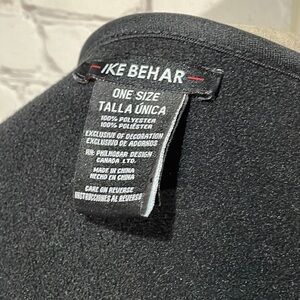 IKE BEHAR
ONE SIZE
TALLA ÚNICA
100% POLYESTER
100% POLIÉSTER
EXCLUSIVE OF DECORATION
EXCLUSIVO DE ADORNOS
RN: PHILHOBAR DESIGN
CANADA LTD.
MADE IN CHINA
HECHO EN CHINA
CARE ON REVERSE
INSTRUCCIONES AL REVERSO